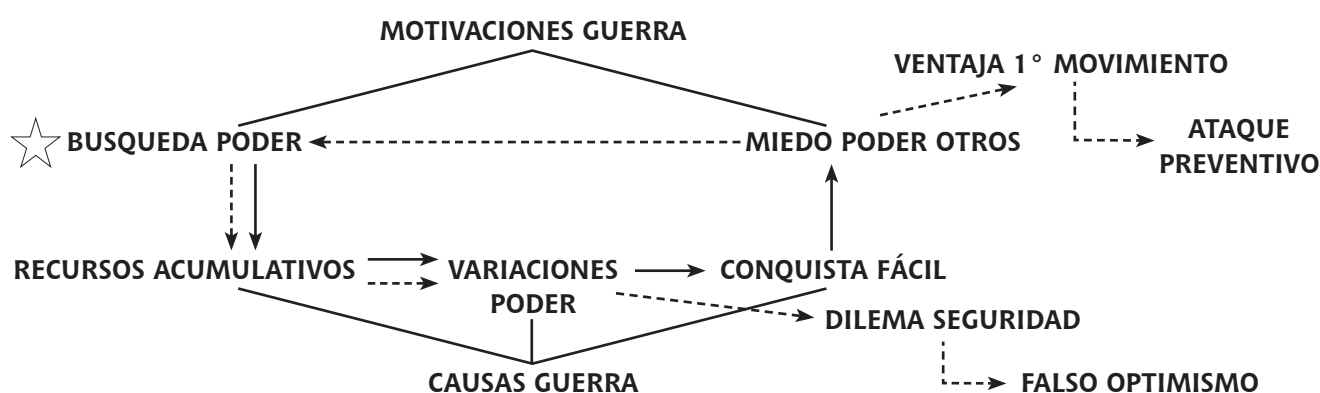 MOTIVACIONES GUERRA
VENTAJA 1° MOVIMIENTO
BUSQUEDA PODER
MIEDO PODER OTROS
ATAQUE
PREVENTIVO
RECURSOS ACUMULATIVOS
VARIACIONES
PODER
CONQUISTA FÁCIL
DILEMA SEGURIDAD
CAUSAS GUERRA
FALSO OPTIMISMO